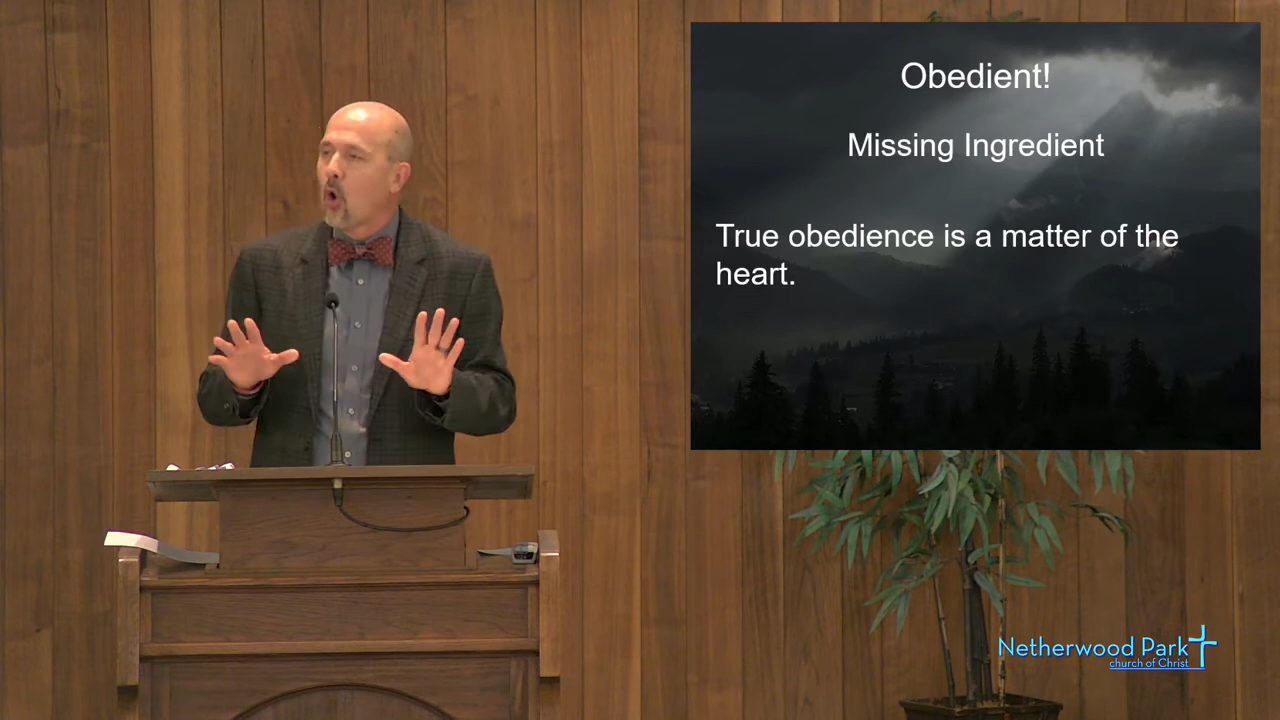 Obedient!
Missing Ingredient
True obedience is a matter of the
heart.
Netherwood Park
church of Christ